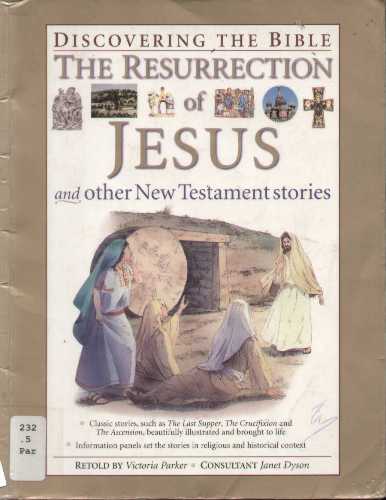 DISCOVERING THE BIBLE
THE RESURRECTION
of
JESUS
and other New Testament stories
Classic stories, such as The Last Supper, The Crucifixion and
The Ascension, beautifully illustrated and brought to life
Information panels set the stories in religious and historical context
RETOLD BY Victoria Parker • CONSULTANT Janet Dyson
232
.5
Par